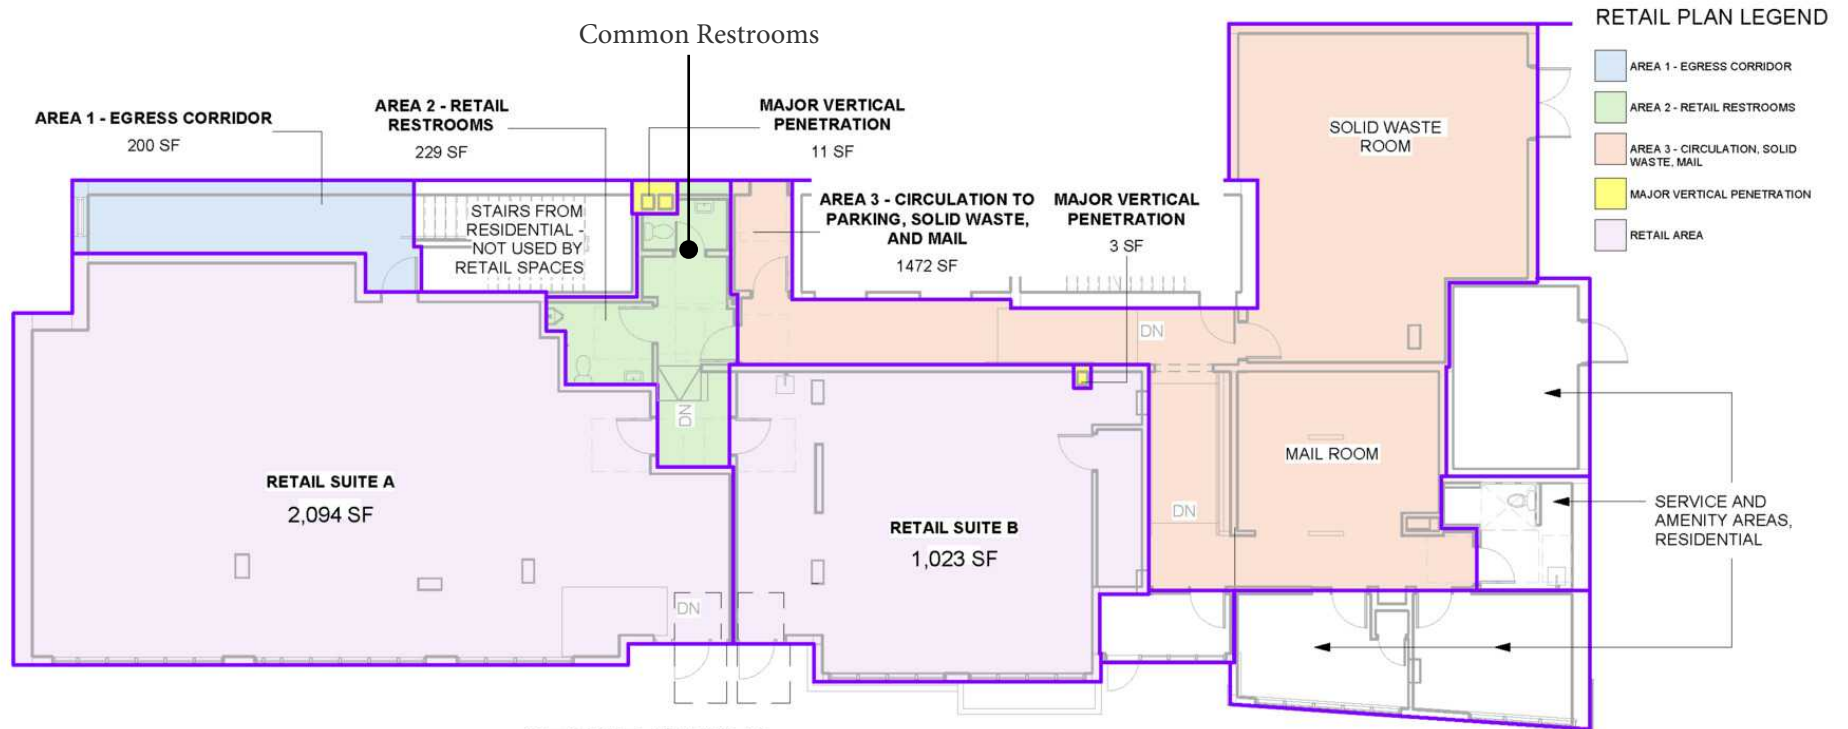 Common Restrooms
RETAIL PLAN LEGEND
AREA 1 - EGRESS CORRIDOR
AREA 2 - RETAIL RESTROOMS
AREA 3 - CIRCULATION, SOLID
WASTE, MAIL
MAJOR VERTICAL PENETRATION
RETAIL AREA
AREA 1 - EGRESS CORRIDOR
200 SF
AREA 2 - RETAIL
RESTROOMS
229 SF
MAJOR VERTICAL
PENETRATION
11 SF
SOLID WASTE
ROOM
STAIRS FROM
RESIDENTIAL -
NOT USED BY
RETAIL SPACES
AREA 3 - CIRCULATION TO
PARKING, SOLID WASTE,
AND MAIL
1472 SF
MAJOR VERTICAL
PENETRATION
3 SF
DN
DN
MAIL ROOM
RETAIL SUITE A
2,094 SF
RETAIL SUITE B
1,023 SF
DN
SERVICE AND
AMENITY AREAS,
RESIDENTIAL
DN